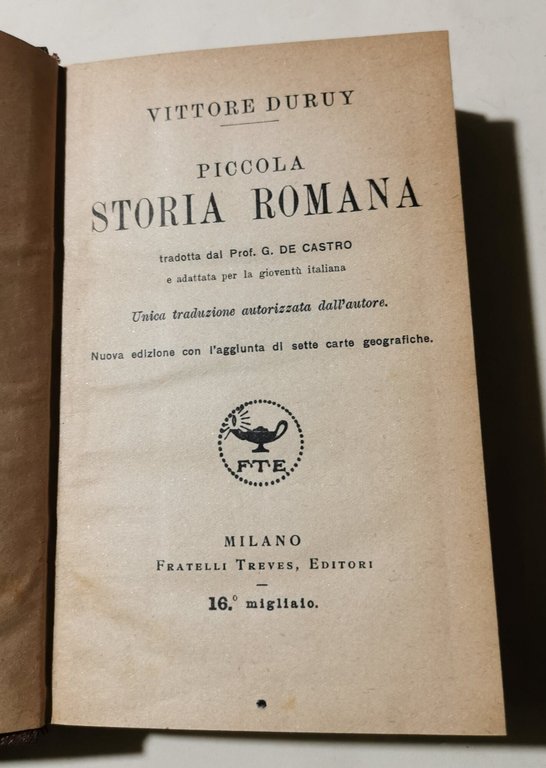 VITTORE DURUY
PICCOLA
STORIA ROMANA
tradotta dal Prof. G. DE CASTRO
e adattata per la gioventù italiana
Unica traduzione autorizzata dall'autore.
Nuova edizione con l'aggiunta di sette carte geografiche.
FTE
MILANO
FRATELLI TREVES, EDITORI
16.º migliaio.